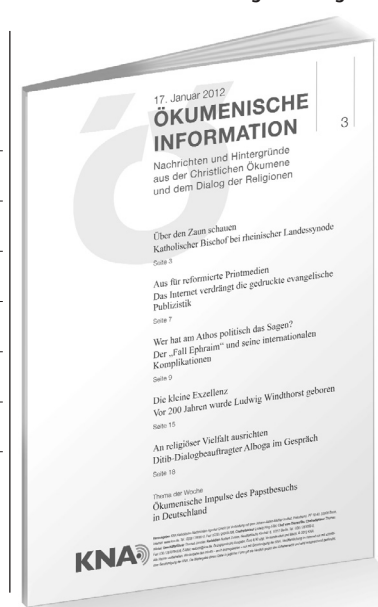 17. Januar 2012
ÖKUMENISCHE
INFORMATION
3
Nachrichten und Hintergründe
aus der Christlichen Ökumene
und dem Dialog der Religionen
Über den Zaun schauen
Katholischer Bischof bei rheinischer Landessynode
Seite 3
Aus für reformierte Printmedien
Das Internet verdrängt die gedruckte evangelische
Publizistik
Seite 7
Wer hat am Athos politisch das Sagen?
Der „Fall Ephraim“ und seine internationalen
Komplikationen
Seite 9
Die kleine Exzellenz
Vor 200 Jahren wurde Ludwig Windthorst geboren
Seite 15
An religiöser Vielfalt ausrichten
Ditib-Dialogbeauftragter Alboga im Gespräch
Seite 18
Thema der Woche
Ökumenische Impulse des Papstbesuchs
in Deutschland
KNA